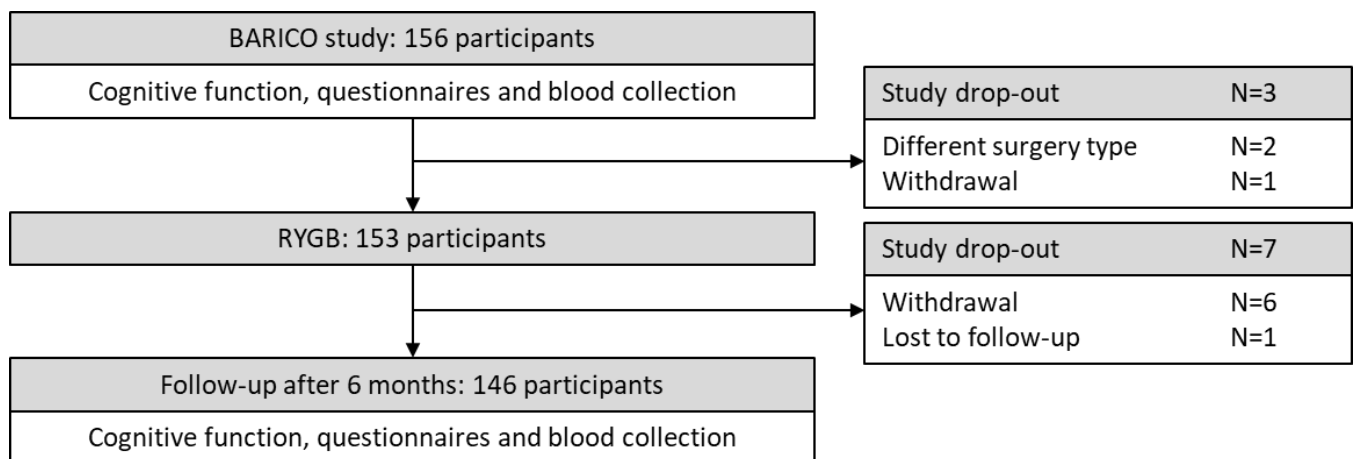 BARICO study: 156 participants
Cognitive function, questionnaires and blood collection
Study drop-out N=3
Different surgery type N=2
Withdrawal N=1
RYGB: 153 participants
Study drop-out N=7
Withdrawal N=6
Lost to follow-up N=1
Follow-up after 6 months: 146 participants
Cognitive function, questionnaires and blood collection